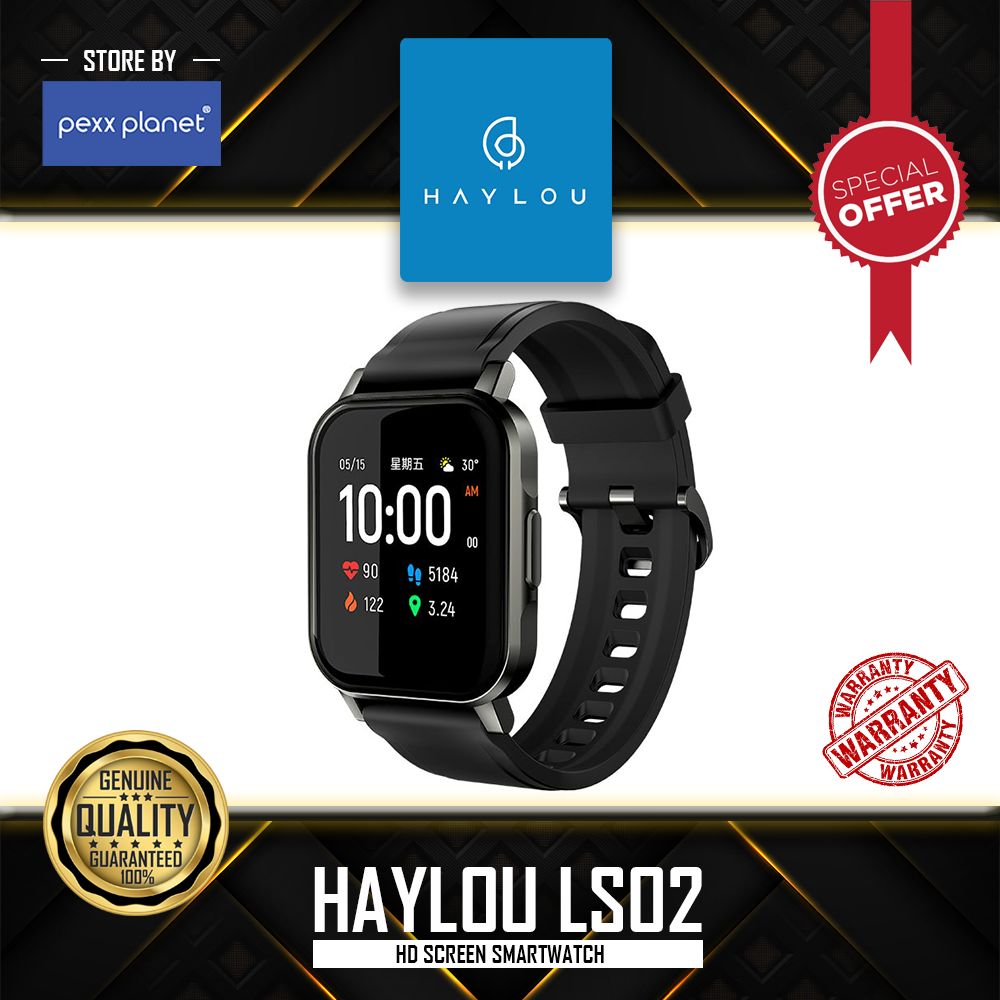 STORE BY
pexx planet®
HAYLOU
SPECIAL
OFFER
05/15 星期五 30°
AM
10:00
00
90 5184
122 3.24
WARRANTY
WARRANTY
WARRANTY
GENUINE
QUALITY
GUARANTEED
100%
HAYLOU LS02
HD SCREEN SMARTWATCH